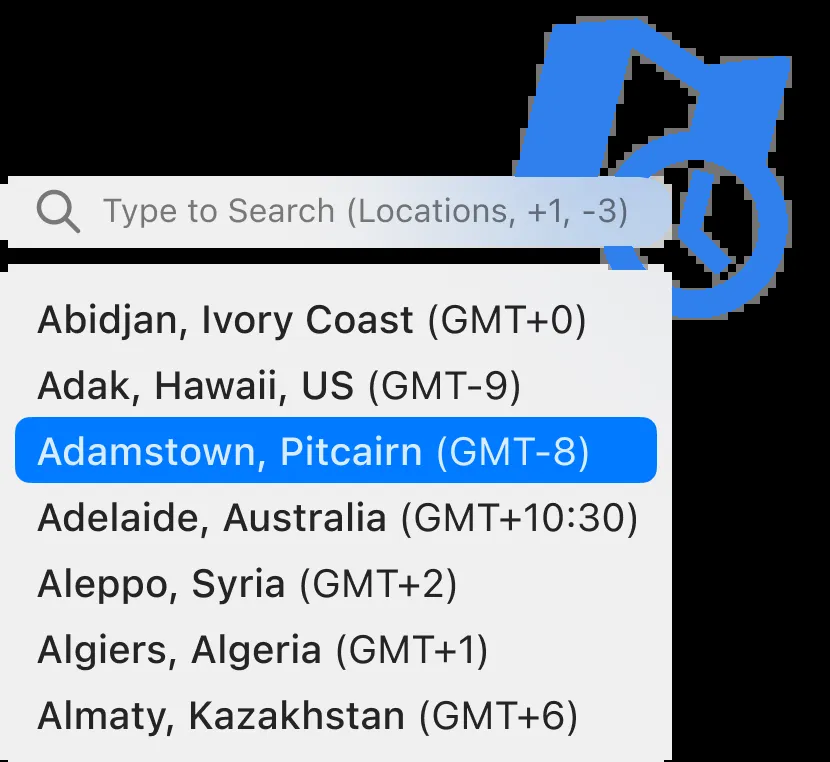 Type to Search (Locations, +1, -3)
Abidjan, Ivory Coast (GMT+0)
Adak, Hawaii, US (GMT-9)
Adamstown, Pitcairn (GMT-8)
Adelaide, Australia (GMT+10:30)
Aleppo, Syria (GMT+2)
Algiers, Algeria (GMT+1)
Almaty, Kazakhstan (GMT+6)